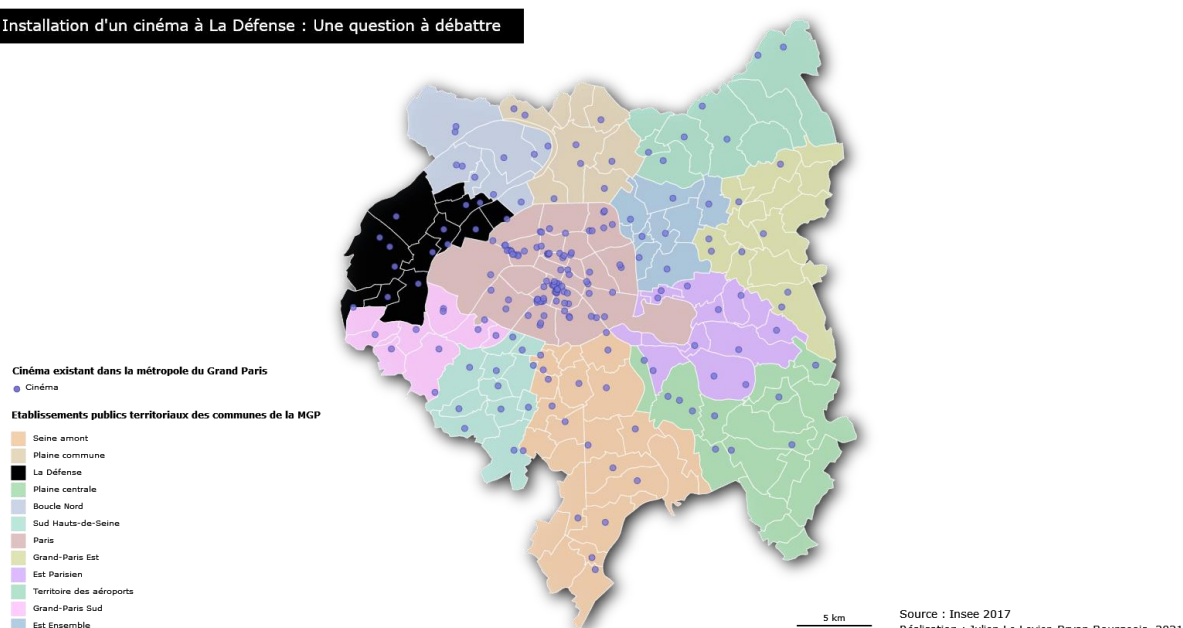 Installation d'un cinéma à La Défense : Une question à débattre
Cinéma existant dans la métropole du Grand Paris
Cinéma
Etablissements publics territoriaux des communes de la MGP
Seine amont
Plaine commune
La Défense
Plaine centrale
Boucle Nord
Sud Hauts-de-Seine
Paris
Grand-Paris Est
Est Parisien
Territoire des aéroports
Grand-Paris Sud
Est Ensemble
5 km
Source : Insee 2017